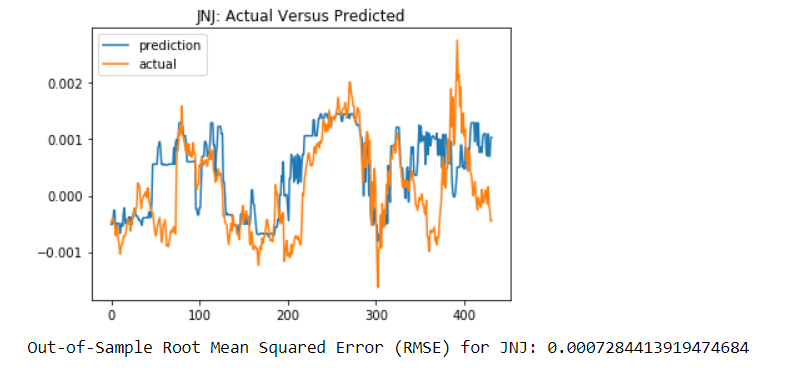 JNJ: Actual Versus Predicted
prediction
actual
0.002
0.001
0.000
−0.001
0 100 200 300 400
Out-of-Sample Root Mean Squared Error (RMSE) for JNJ: 0.0007284413919474684